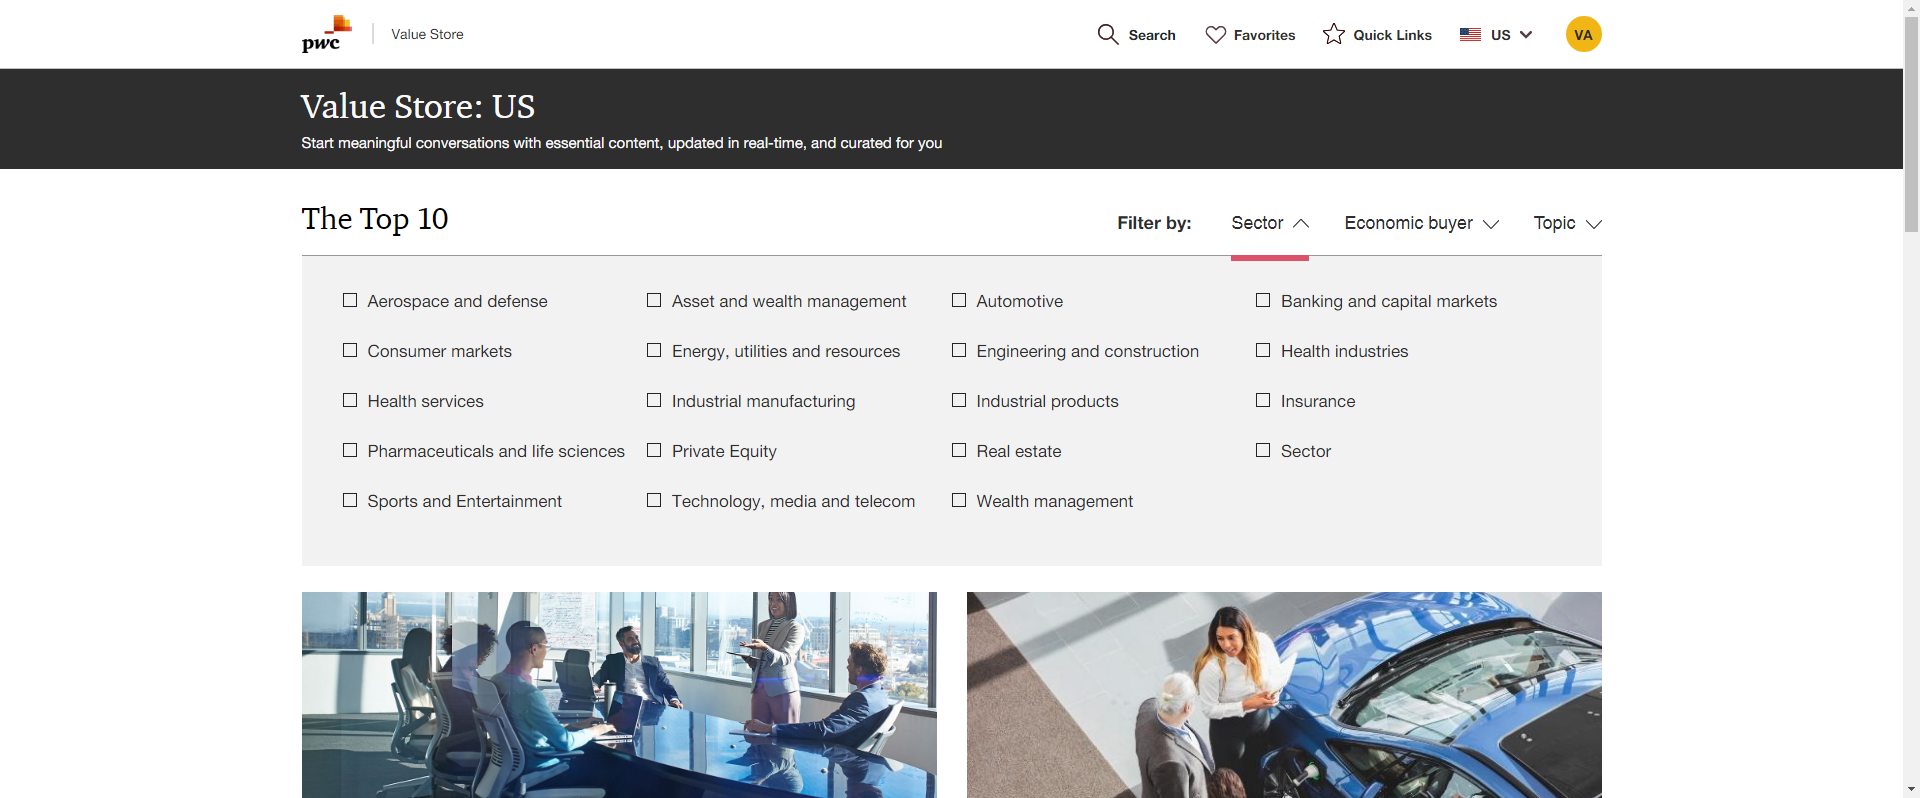 pwc Value Store Search Favorites Quick Links US VA
Value Store: US
Start meaningful conversations with essential content, updated in real-time, and curated for you
The Top 10 Filter by: Sector Economic buyer Topic
Aerospace and defense Asset and wealth management Automotive Banking and capital markets
Consumer markets Energy, utilities and resources Engineering and construction Health industries
Health services Industrial manufacturing Industrial products Insurance
Pharmaceuticals and life sciences Private Equity Real estate Sector
Sports and Entertainment Technology, media and telecom Wealth management